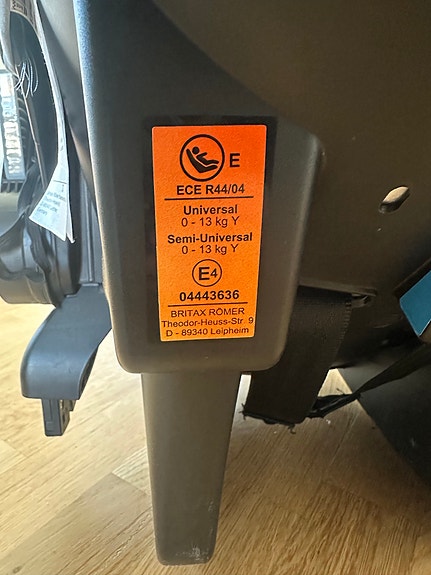 E
ECE R44/04
Universal
0 - 13 kg Y
Semi-Universal
0 - 13 kg Y
E4
04443636
BRITAX RÖMER
Theodor-Heuss-Str 9
D - 89340 Leipheim